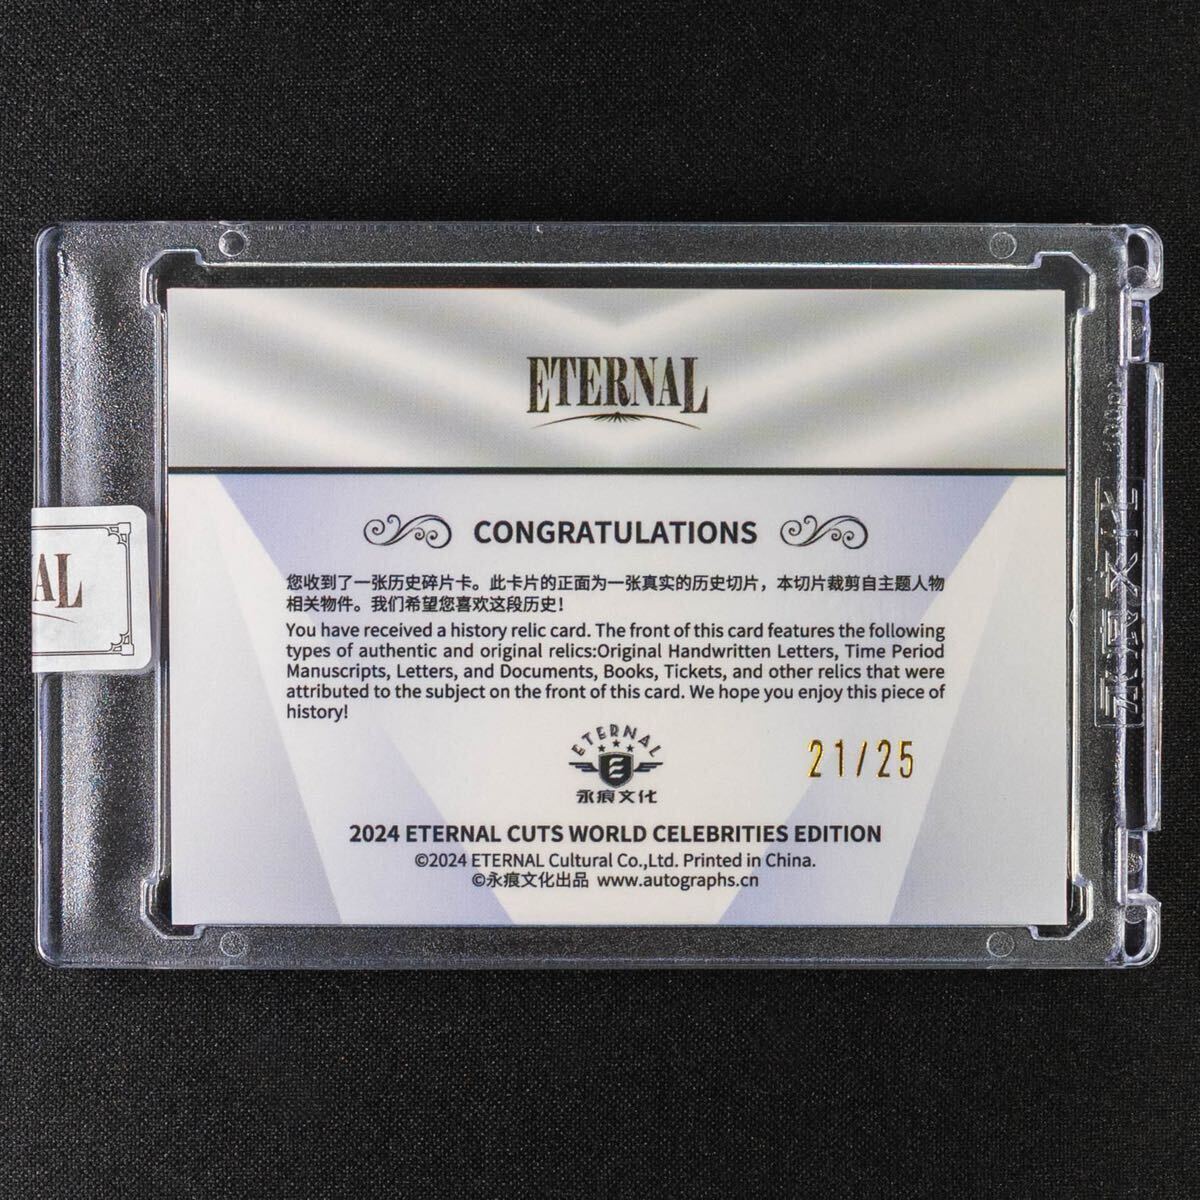 ETERNAL
CONGRATULATIONS
您收到了一张历史碎片卡。此卡片的正面为一张真实的历史切片，本切片裁剪自主题人物
相关物件。我们希望您喜欢这段历史！
You have received a history relic card. The front of this card features the following
types of authentic and original relics:Original Handwritten Letters, Time Period
Manuscripts, Letters, and Documents, Books, Tickets, and other relics that were
attributed to the subject on the front of this card. We hope you enjoy this piece of
history!
ETERNAL
永痕文化
21/25
2024 ETERNAL CUTS WORLD CELEBRITIES EDITION
©2024 ETERNAL Cultural Co.,Ltd. Printed in China.
©永痕文化出品 www.autographs.cn
AL
永痕文化